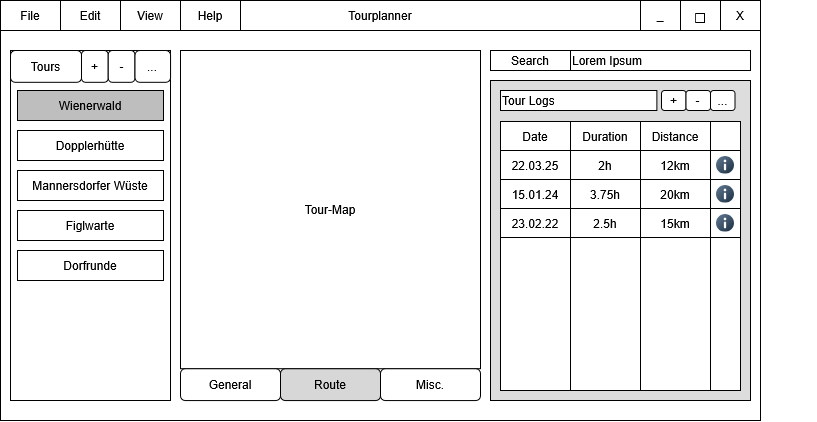 File Edit View Help Tourplanner _ □ X
Tours + - ...
Wienerwald
Dopplerhütte
Mannersdorfer Wüste
Figlwarte
Dorfrunde
Tour-Map
General Route Misc.
Search Lorem Ipsum
Tour Logs + - ...
Date Duration Distance
22.03.25 2h 12km i
15.01.24 3.75h 20km i
23.02.22 2.5h 15km i